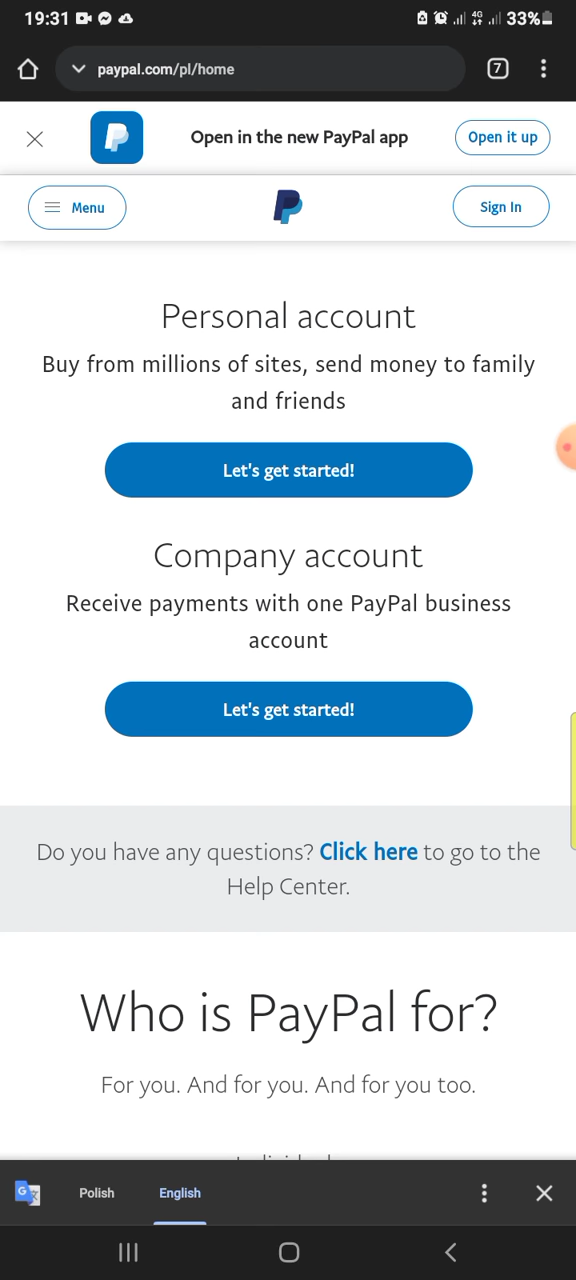 19:31 4G 33%
paypal.com/pl/home 7
Open in the new PayPal app Open it up
Menu Sign In
Personal account
Buy from millions of sites, send money to family
and friends
Let's get started!
Company account
Receive payments with one PayPal business
account
Let's get started!
Do you have any questions? Click here to go to the
Help Center.
Who is PayPal for?
For you. And for you. And for you too.
Polish English